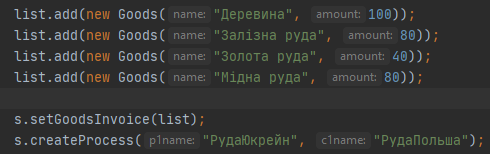 list.add(new Goods( name: "Деревина", amount: 100));
list.add(new Goods( name: "Залізна руда", amount: 80));
list.add(new Goods( name: "Золота руда", amount: 40));
list.add(new Goods( name: "Мідна руда", amount: 80));
s.setGoodsInvoice(list);
s.createProcess( p1name: "РудаЮкрейн", c1name: "РудаПольша");